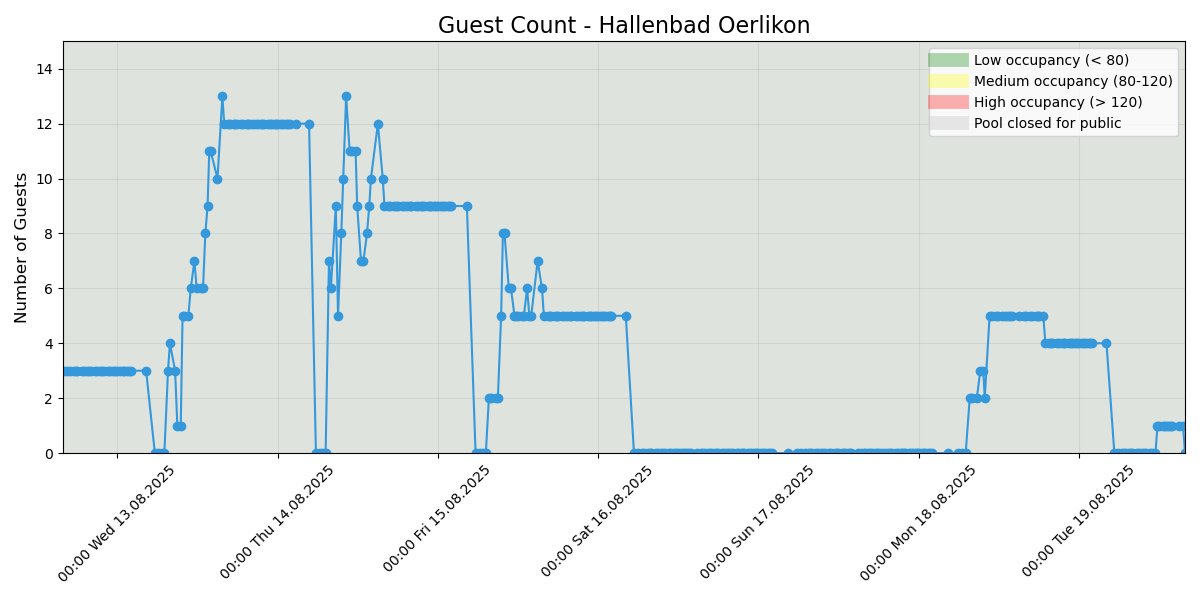 Guest Count - Hallenbad Oerlikon
Low occupancy (< 80)
Medium occupancy (80-120)
High occupancy (> 120)
Pool closed for public
Number of Guests
14
12
10
8
6
4
2
0
00:00 Wed 13.08.2025
00:00 Thu 14.08.2025
00:00 Fri 15.08.2025
00:00 Sat 16.08.2025
00:00 Sun 17.08.2025
00:00 Mon 18.08.2025
00:00 Tue 19.08.2025